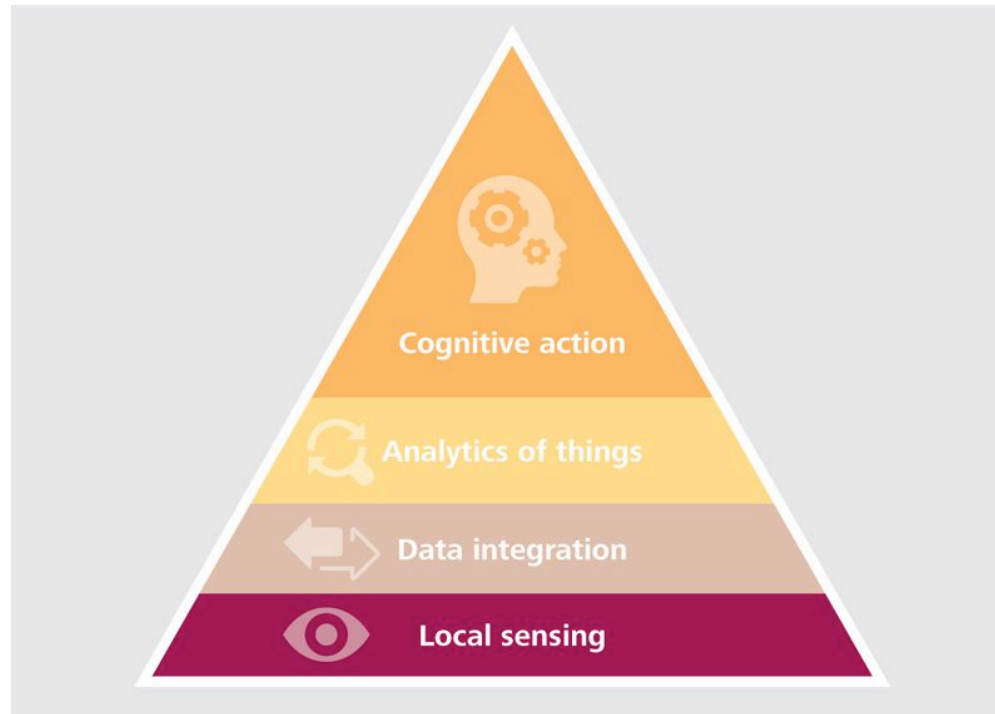 Cognitive action
Analytics of things
Data integration
Local sensing